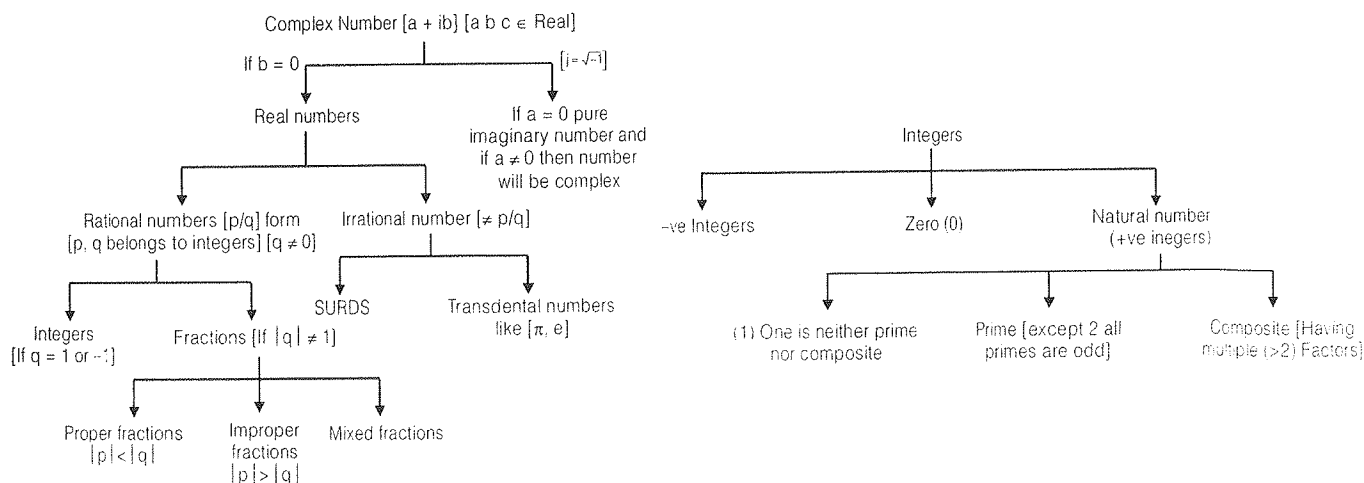 Complex Number [a + ib] [a b c ∈ Real]
If b = 0
[j = √-1]
Real numbers
If a = 0 pure
imaginary number and
if a ≠ 0 then number
will be complex
Rational numbers [p/q] form
[p, q belongs to integers] [q ≠ 0]
Irrational number [≠ p/q]
Integers
[If q = 1 or -1]
Fractions [If |q| ≠ 1]
SURDS
Transdental numbers
like [π, e]
Proper fractions
|p|<|q|
Improper
fractions
|p|>|q|
Mixed fractions
Integers
-ve Integers
Zero (0)
Natural number
(+ve inegers)
(1) One is neither prime
nor composite
Prime [except 2 all
primes are odd]
Composite [Having
multiple (>2) Factors]